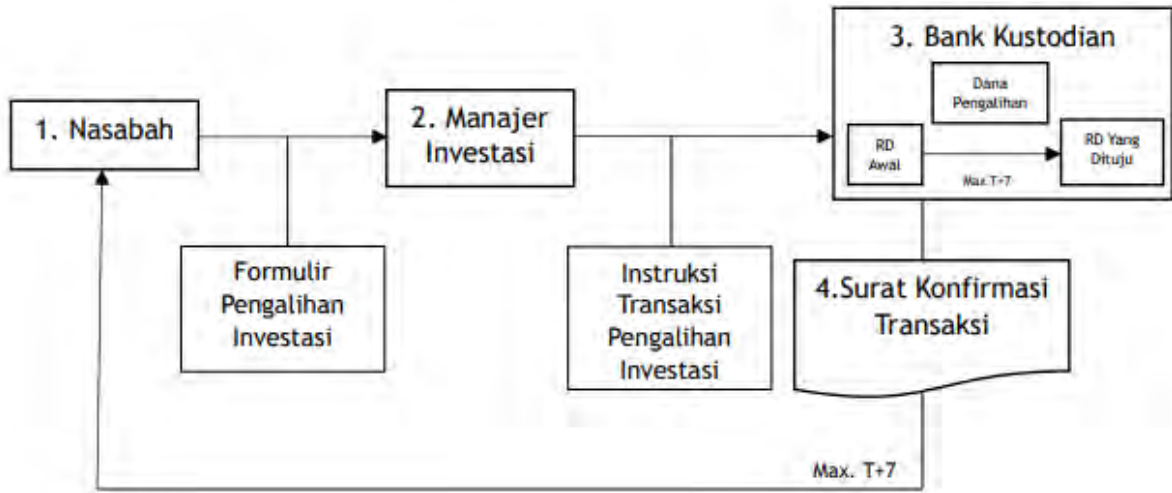 1. Nasabah
2. Manajer
Investasi
3. Bank Kustodian
Dana
Pengalihan
RD
Awal
RD Yang
Dituju
Max.T+7
Formulir
Pengalihan
Investasi
Instruksi
Transaksi
Pengalihan
Investasi
4.Surat Konfirmasi
Transaksi
Max. T+7